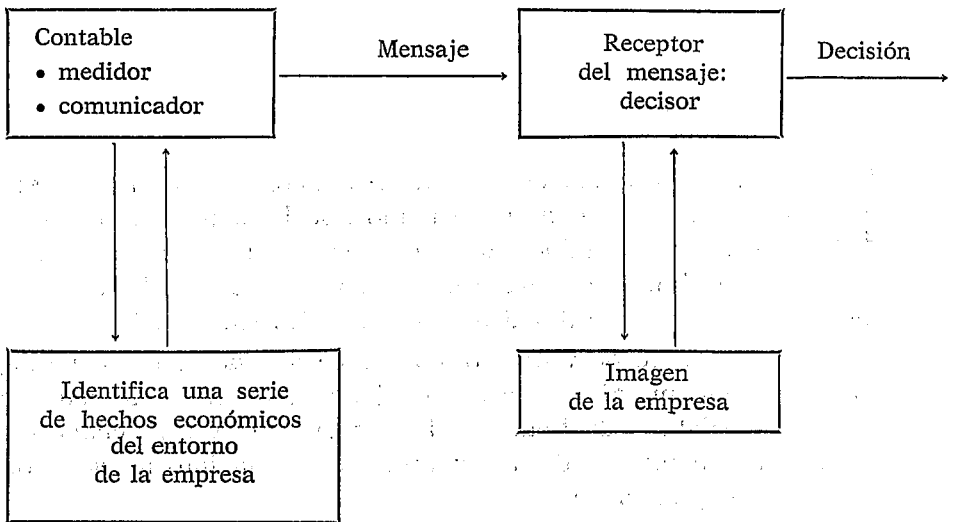 Contable
• medidor
• comunicador
Mensaje
Receptor
del mensaje:
decisor
Decisión
Identifica una serie
de hechos económicos
del entorno
de la empresa
Imagen
de la empresa